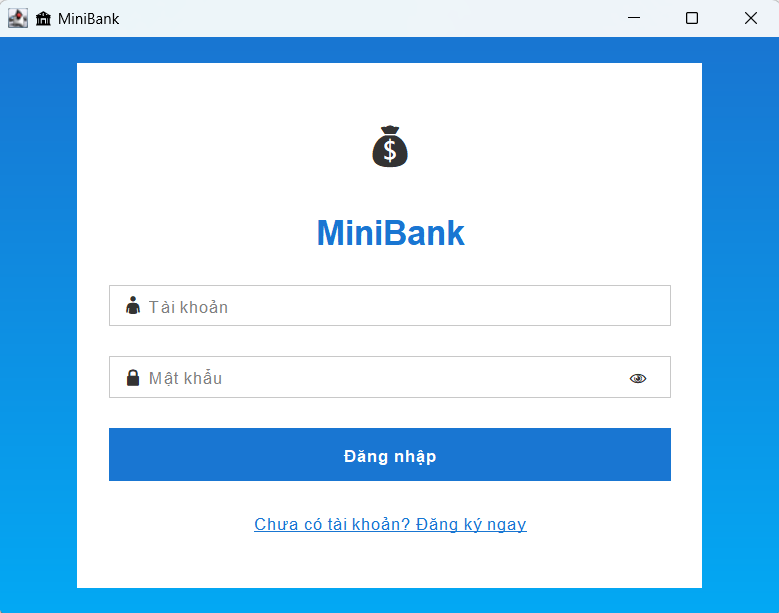 MiniBank
$
MiniBank
Tài khoản
Mật khẩu
Đăng nhập
Chưa có tài khoản? Đăng ký ngay